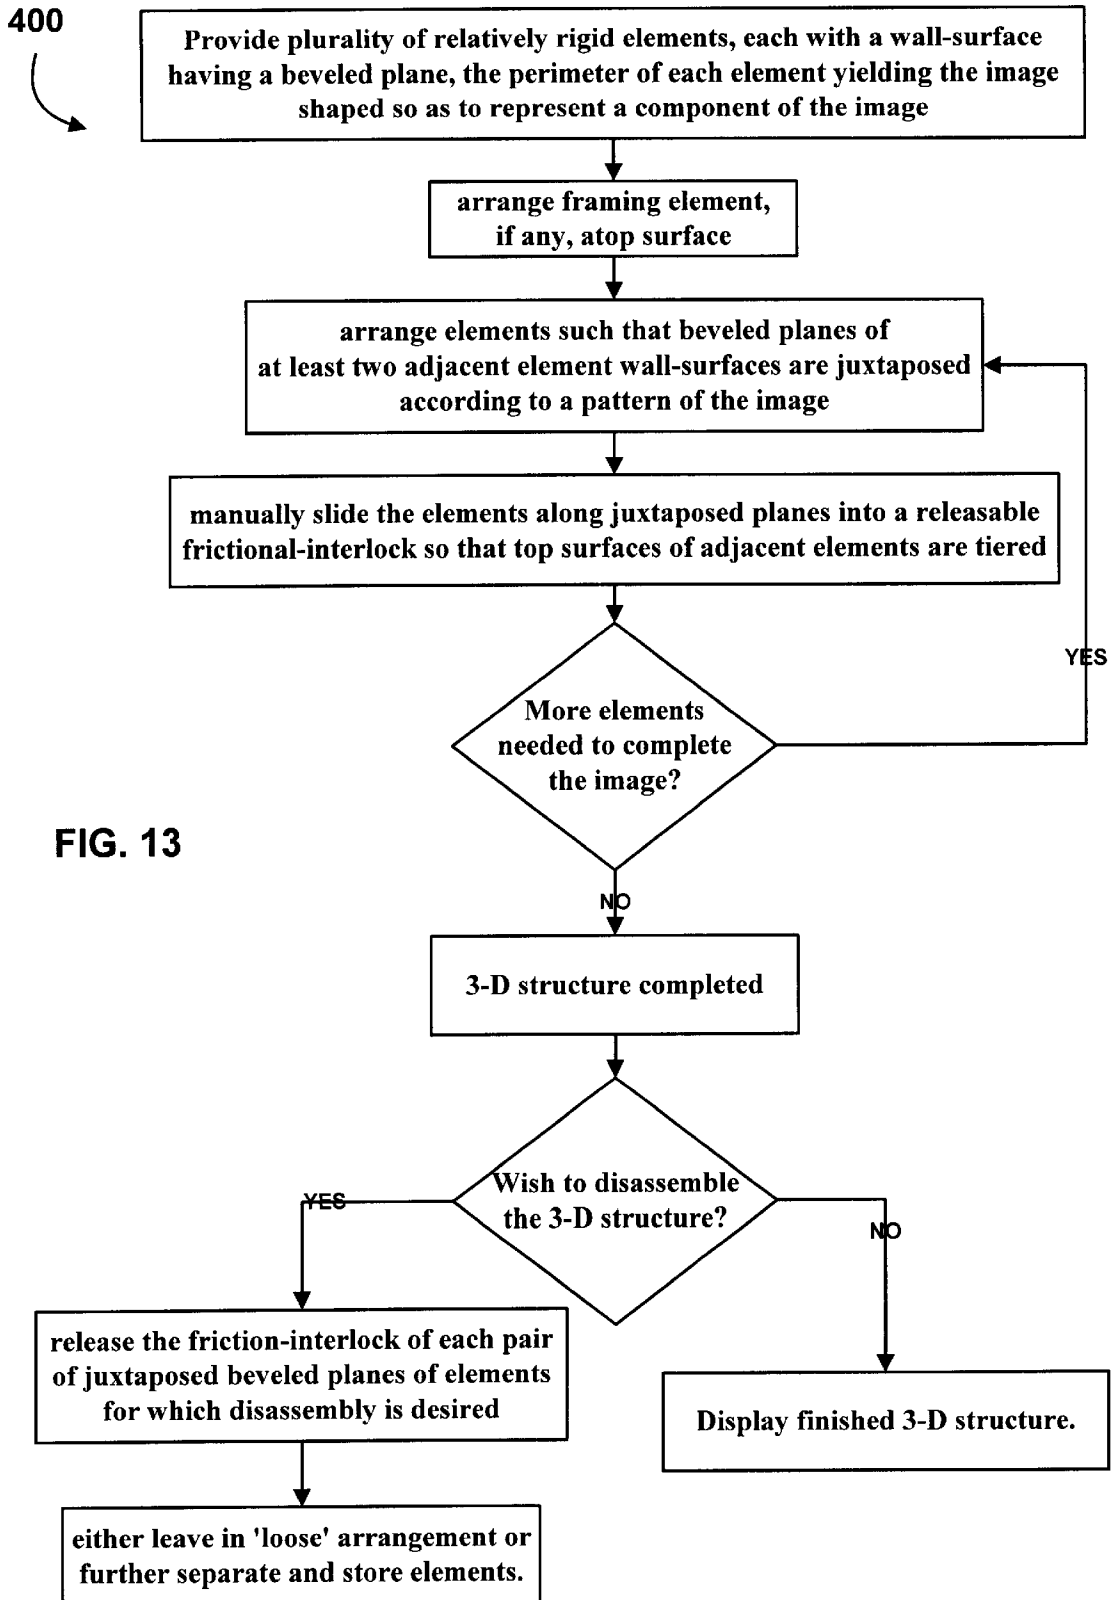 400
Provide plurality of relatively rigid elements, each with a wall-surface
having a beveled plane, the perimeter of each element yielding the image
shaped so as to represent a component of the image
arrange framing element,
if any, atop surface
arrange elements such that beveled planes of
at least two adjacent element wall-surfaces are juxtaposed
according to a pattern of the image
manually slide the elements along juxtaposed planes into a releasable
frictional-interlock so that top surfaces of adjacent elements are tiered
YES
More elements
needed to complete
the image?
FIG. 13
NO
3-D structure completed
Wish to disassemble
the 3-D structure?
YES
NO
release the friction-interlock of each pair
of juxtaposed beveled planes of elements
for which disassembly is desired
Display finished 3-D structure.
either leave in 'loose' arrangement or
further separate and store elements.